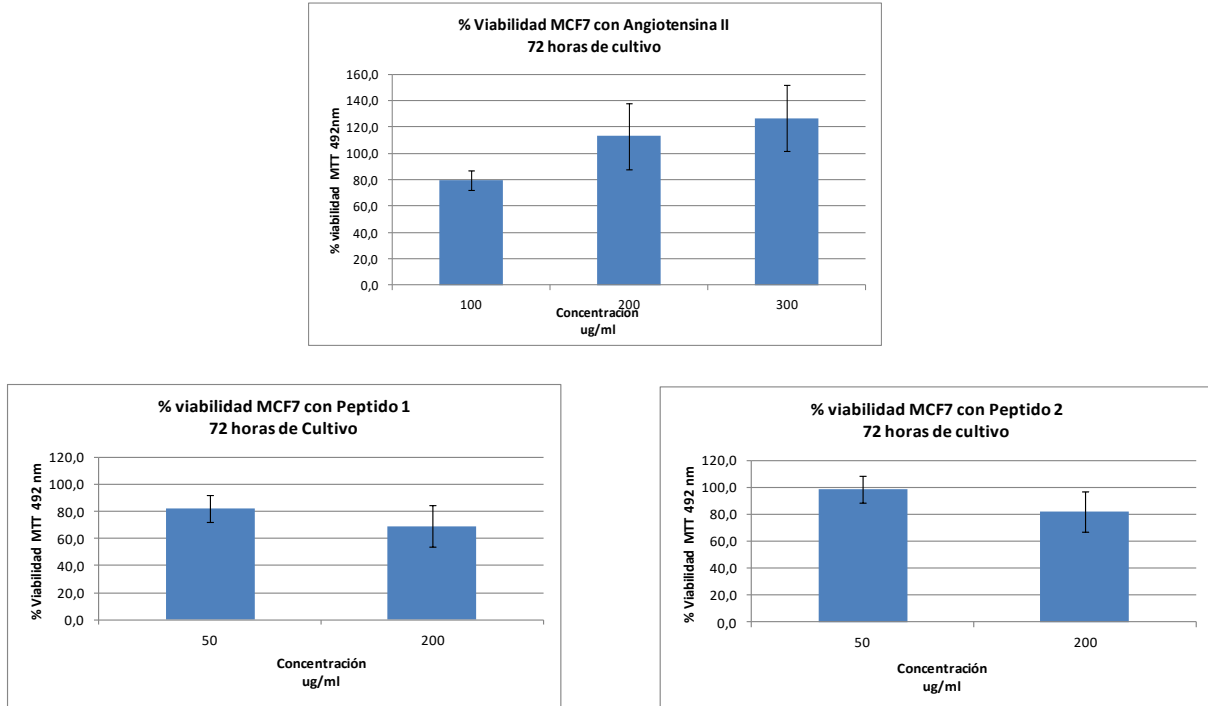 % Viabilidad MCF7 con Angiotensina II
72 horas de cultivo
% viabilidad MTT 492nm
160,0
140,0
120,0
100,0
80,0
60,0
40,0
20,0
0,0
100
200
300
Concentración
ug/ml
% viabilidad MCF7 con Peptido 1
72 horas de Cultivo
% Viabilidad MTT 492 nm
120,0
100,0
80,0
60,0
40,0
20,0
0,0
50
200
Concentración
ug/ml
% viabilidad MCF7 con Peptido 2
72 horas de cultivo
% Viabilidad MTT 492 nm
120,0
100,0
80,0
60,0
40,0
20,0
0,0
50
200
Concentración
ug/ml